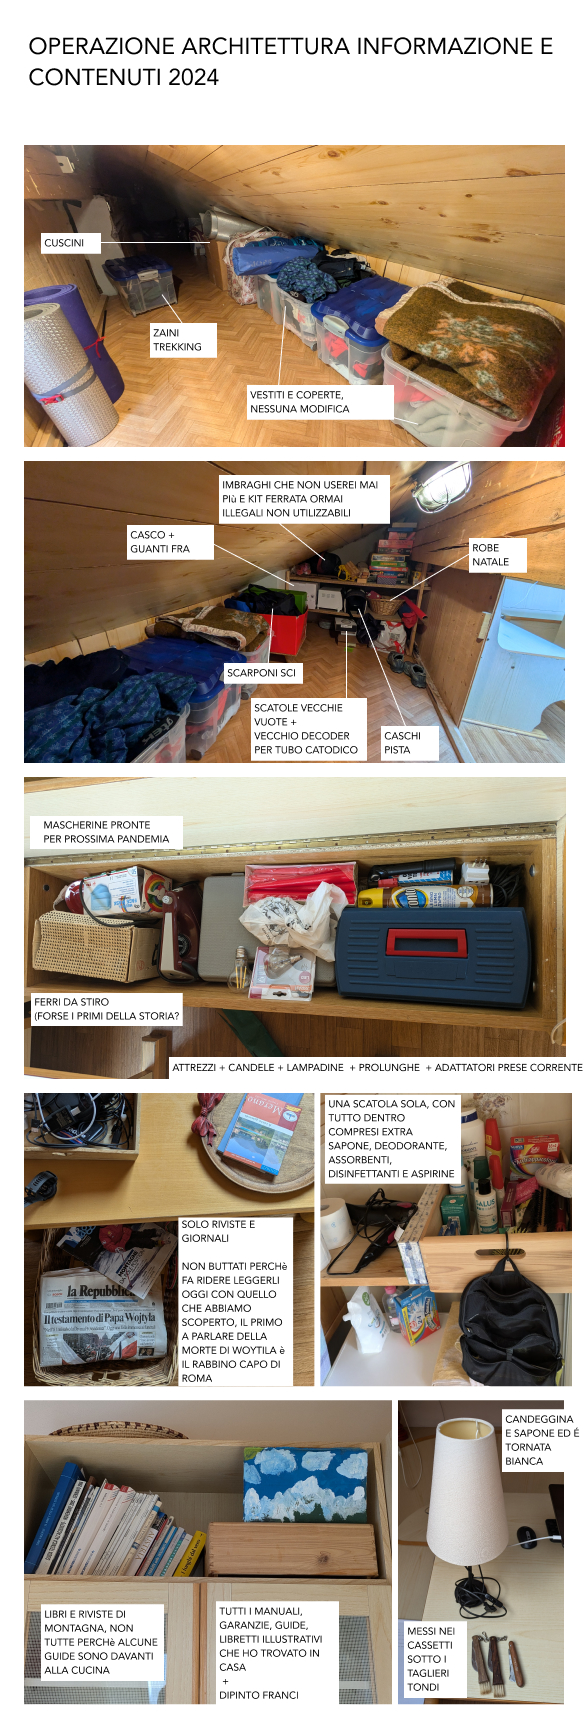 OPERAZIONE ARCHITETTURA INFORMAZIONE E
CONTENUTI 2024
CUSCINI
ZAINI
TREKKING
VESTITI E COPERTE,
NESSUNA MODIFICA
IMBRAGHI CHE NON USEREI MAI
PIù E KIT FERRATA ORMAI
ILLEGALI NON UTILIZZABILI
CASCO +
GUANTI FRA
ROBE
NATALE
SCARPONI SCI
SCATOLE VECCHIE
VUOTE +
VECCHIO DECODER
PER TUBO CATODICO
CASCHI
PISTA
MASCHERINE PRONTE
PER PROSSIMA PANDEMIA
FERRI DA STIRO
(FORSE I PRIMI DELLA STORIA?
ATTREZZI + CANDELE + LAMPADINE + PROLUNGHE + ADATTATORI PRESE CORRENTE
Merano
SOLO RIVISTE E
GIORNALI
NON BUTTATI PERCHè
FA RIDERE LEGGERLI
OGGI CON QUELLO
CHE ABBIAMO
SCOPERTO, IL PRIMO
A PARLARE DELLA
MORTE DI WOYTILA è
IL RABBINO CAPO DI
ROMA
la Repubblica
Il testamento di Papa Wojtyla
UNA SCATOLA SOLA, CON
TUTTO DENTRO
COMPRESI EXTRA
SAPONE, DEODORANTE,
ASSORBENTI,
DISINFETTANTI E ASPIRINE
LIBRI E RIVISTE DI
MONTAGNA, NON
TUTTE PERCHè ALCUNE
GUIDE SONO DAVANTI
ALLA CUCINA
TUTTI I MANUALI,
GARANZIE, GUIDE,
LIBRETTI ILLUSTRATIVI
CHE HO TROVATO IN
CASA
+
DIPINTO FRANCI
CANDEGGINA
E SAPONE ED É
TORNATA
BIANCA
MESSI NEI
CASSETTI
SOTTO I
TAGLIERI
TONDI